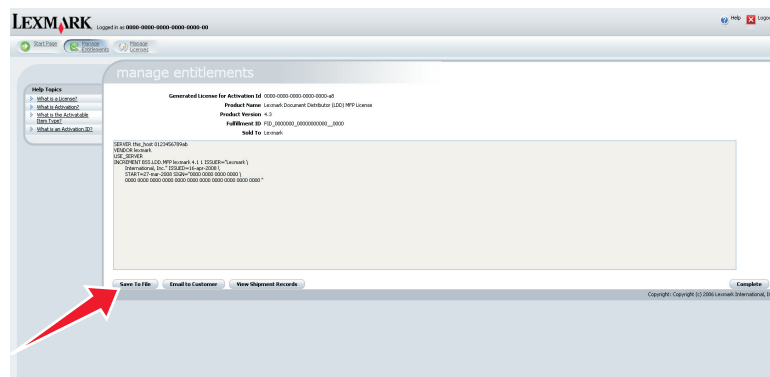 LEXMARK Logged in as 0000-0000-0000-0000-0000-00
Help Logou
Start Page Manage Entitlements Manage Licenses
manage entitlements
Help Topics
What is a License?
What is Activation?
What is the Activatable
Item Type?
What is an Activation ID?
Generated License for Activation Id 0000-0000-0000-0000-0000-a8
Product Name Lexmark Document Distributor (LDD) MFP License
Product Version 4.3
Fulfillment ID FID_0000000_00000000000__0000
Sold To Lexmark
SERVER this_host 0123456789ab
VENDOR lexmark
USE_SERVER
INCREMENT BSI.LDD.MFP lexmark 4.1 1 ISSUER="Lexmark \
International, Inc." ISSUED=16-apr-2008 \
START=27-mar-2008 SIGN="0000 0000 0000 0000 \
0000 0000 0000 0000 0000 0000 0000 0000 0000 0000 0000 "
Save To File Email to Customer View Shipment Records Complete
Copyright: Copyright (c) 2006 Lexmark International, I